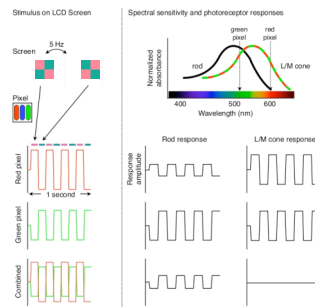 Stimulus on LCD Screen
Spectral sensitivity and photoreceptor responses
5 Hz
Screen
green
pixel
red
pixel
Normalized
absorbance
rod
L/M cone
Pixel
400
500
600
Wavelength (nm)
Rod response
L/M cone response
Red pixel
1 second
Response
amplitude
Green pixel
Combined